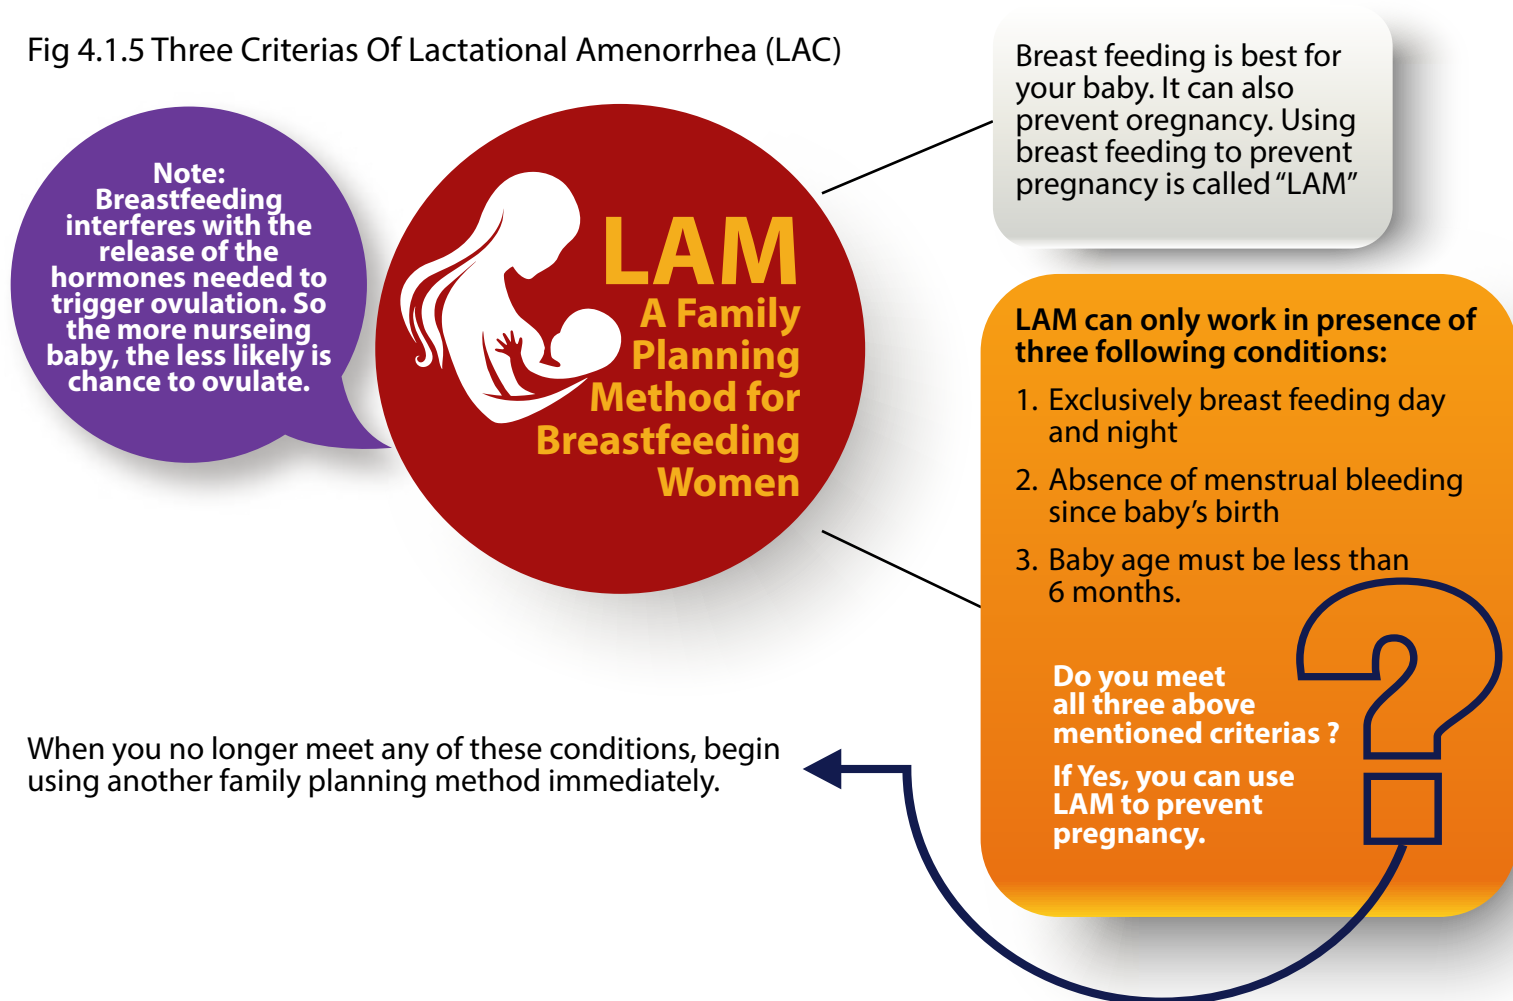 Fig 4.1.5 Three Criterias Of Lactational Amenorrhea (LAC)
Note:
Breastfeeding
interferes with the
release of the
hormones needed to
trigger ovulation. So
the more nurseing
baby, the less likely is
chance to ovulate.
LAM
A Family
Planning
Method for
Breastfeeding
Women
Breast feeding is best for
your baby. It can also
prevent oregnancy. Using
breast feeding to prevent
pregnancy is called “LAM”
LAM can only work in presence of
three following conditions:
1. Exclusively breast feeding day
and night
2. Absence of menstrual bleeding
since baby’s birth
3. Baby age must be less than
6 months.
Do you meet
all three above
mentioned criterias ?
If Yes, you can use
LAM to prevent
pregnancy.
?
When you no longer meet any of these conditions, begin
using another family planning method immediately.